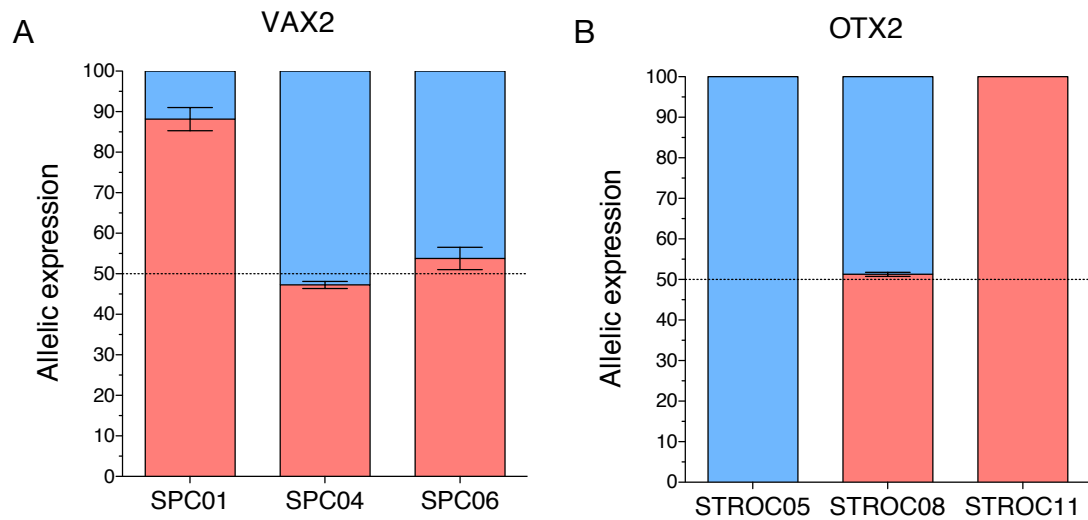 A
VAX2
Allelic expression
100
90
80
70
60
50
40
30
20
10
0
SPC01 SPC04 SPC06
B
OTX2
Allelic expression
100
90
80
70
60
50
40
30
20
10
0
STROC05 STROC08 STROC11